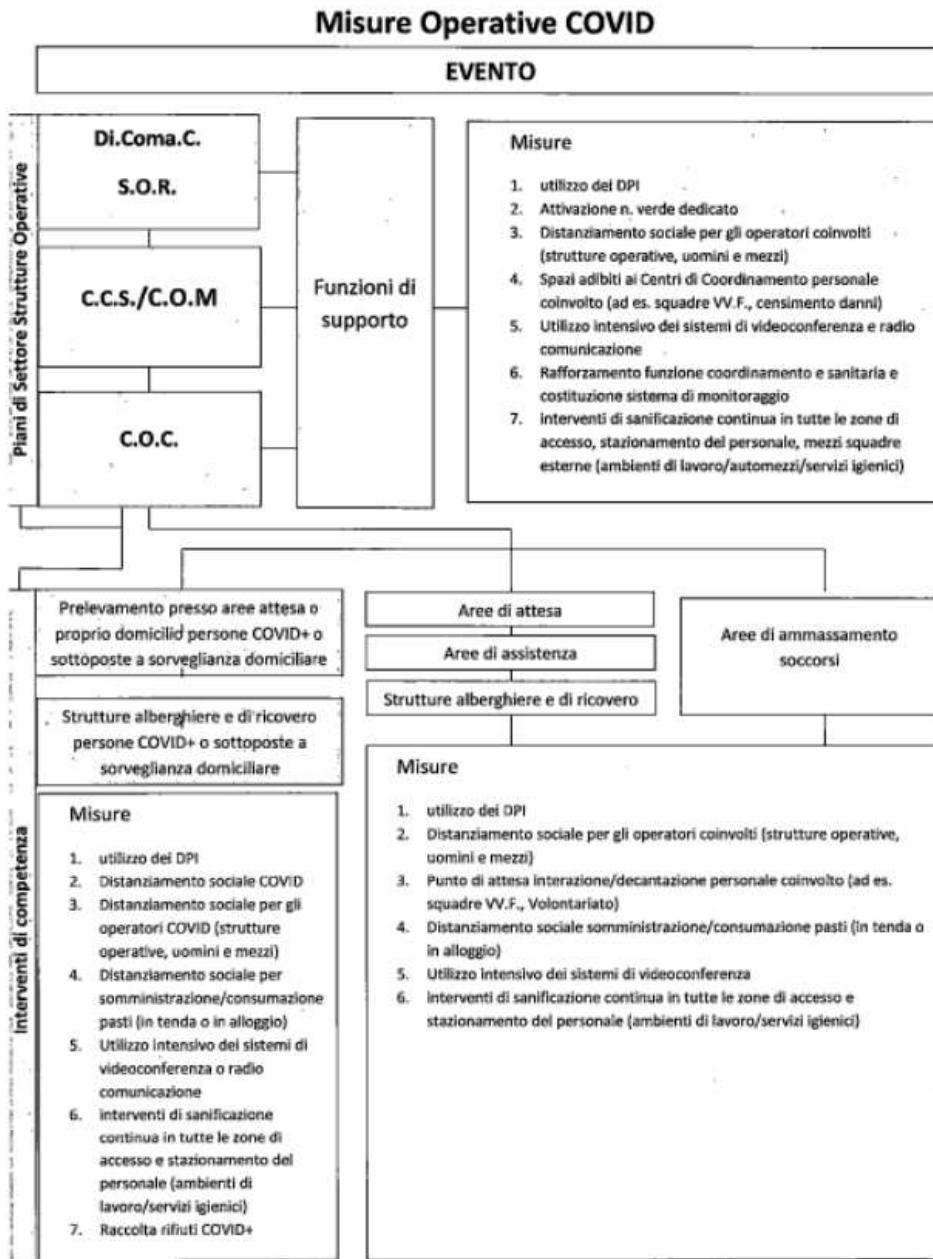 Misure Operative COVID
EVENTO
Piani di Settore Strutture Operative
Di.Coma.C.
S.O.R.
C.C.S./C.O.M
C.O.C.
Funzioni di
supporto
Misure
1. utilizzo dei DPI
2. Attivazione n. verde dedicato
3. Distanziamento sociale per gli operatori coinvolti
(strutture operative, uomini e mezzi)
4. Spazi adibiti ai Centri di Coordinamento personale
coinvolto (ad es. squadre VV.F., censimento danni)
5. Utilizzo intensivo dei sistemi di videoconferenza e radio
comunicazione
6. Rafforzamento funzione coordinamento e sanitaria e
costituzione sistema di monitoraggio
7. interventi di sanificazione continua in tutte le zone di
accesso, stazionamento del personale, mezzi squadre
esterne (ambienti di lavoro/automezzi/servizi igienici)
Interventi di competenza
Prelevamento presso aree attesa o
proprio domicilio persone COVID+ o
sottoposte a sorveglianza domiciliare
Strutture alberghiere e di ricovero
persone COVID+ o sottoposte a
sorveglianza domiciliare
Misure
1. utilizzo dei DPI
2. Distanziamento sociale COVID
3. Distanziamento sociale per gli
operatori COVID (strutture
operative, uomini e mezzi)
4. Distanziamento sociale per
somministrazione/consumazione
pasti (in tenda o in alloggio)
5. Utilizzo intensivo dei sistemi di
videoconferenza o radio
comunicazione
6. interventi di sanificazione
continua in tutte le zone di
accesso e stazionamento del
personale (ambienti di
lavoro/servizi igienici)
7. Raccolta rifiuti COVID+
Aree di attesa
Aree di assistenza
Strutture alberghiere e di ricovero
Aree di ammassamento
soccorsi
Misure
1. utilizzo dei DPI
2. Distanziamento sociale per gli operatori coinvolti (strutture operative,
uomini e mezzi)
3. Punto di attesa interazione/decantazione personale coinvolto (ad es.
squadre VV.F., Volontariato)
4. Distanziamento sociale somministrazione/consumazione pasti (in tenda o
in alloggio)
5. Utilizzo intensivo dei sistemi di videoconferenza
6. interventi di sanificazione continua in tutte le zone di accesso e
stazionamento del personale (ambienti di lavoro/servizi igienici)